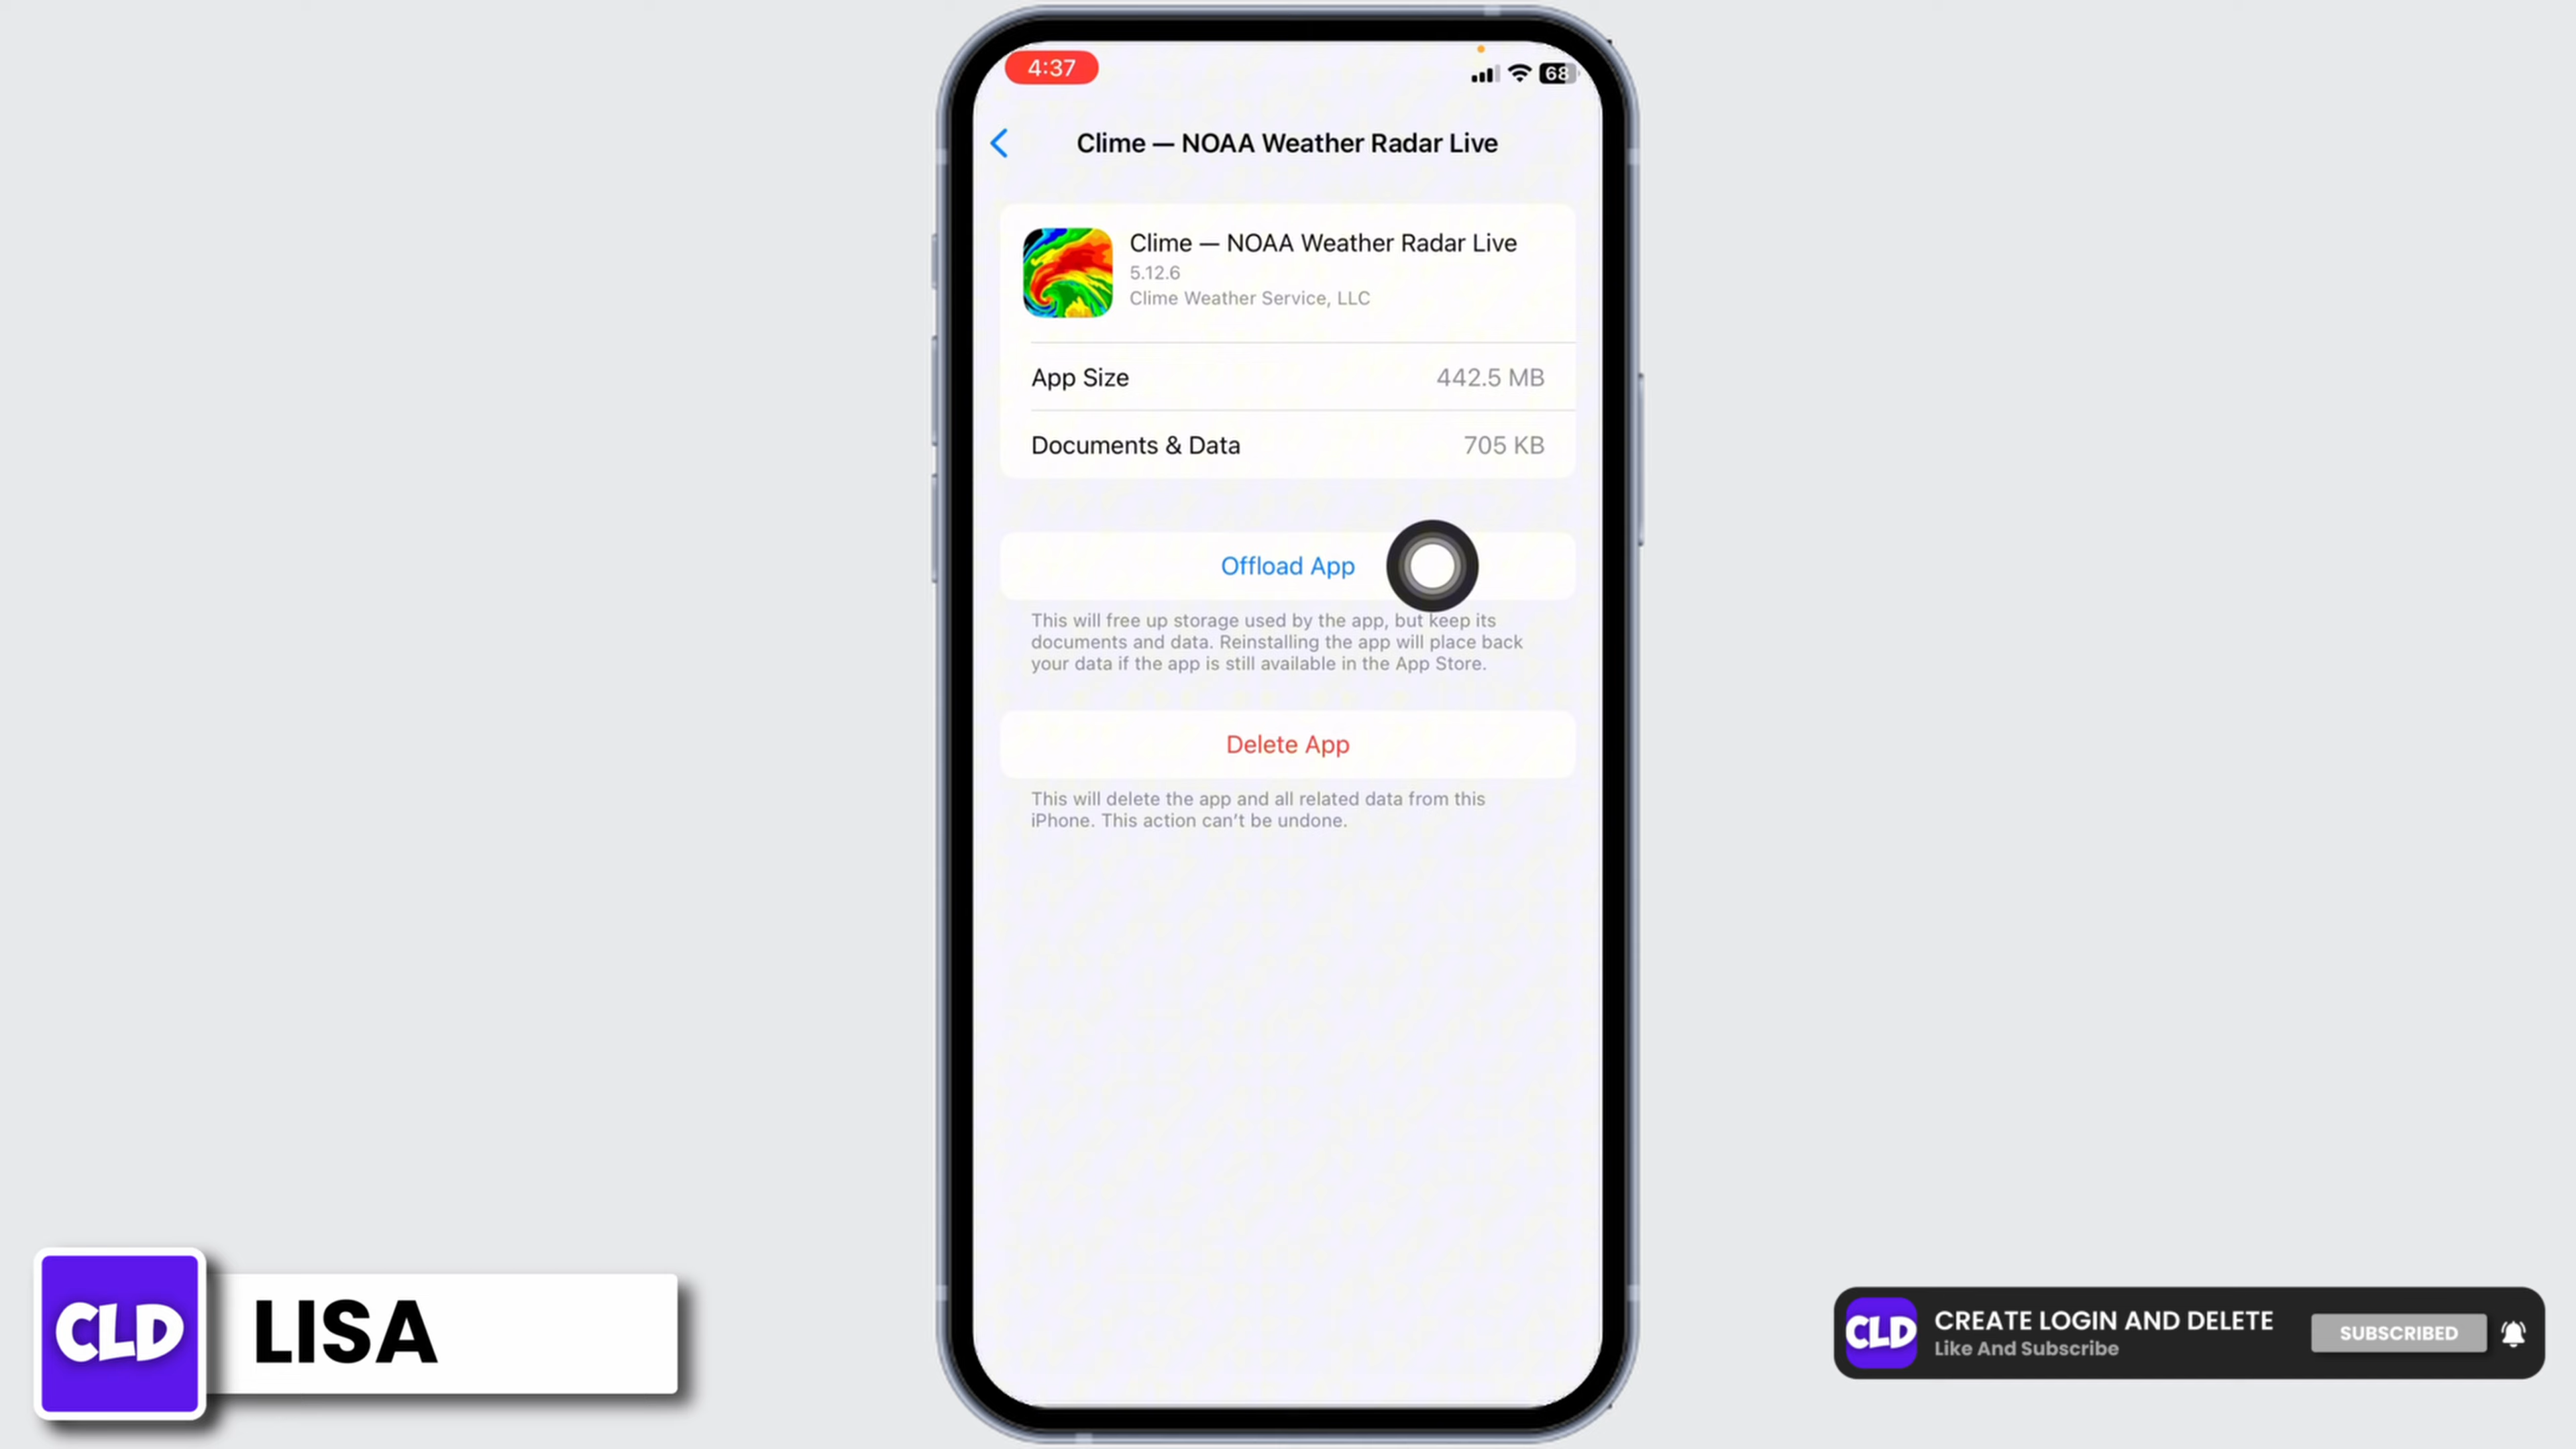 4:37
68
Clime — NOAA Weather Radar Live
Clime — NOAA Weather Radar Live
5.12.6
Clime Weather Service, LLC
App Size 442.5 MB
Documents & Data 705 KB
Offload App
This will free up storage used by the app, but keep its
documents and data. Reinstalling the app will place back
your data if the app is still available in the App Store.
Delete App
This will delete the app and all related data from this
iPhone. This action can't be undone.
CLD LISA
CLD CREATE LOGIN AND DELETE
Like And Subscribe
SUBSCRIBED